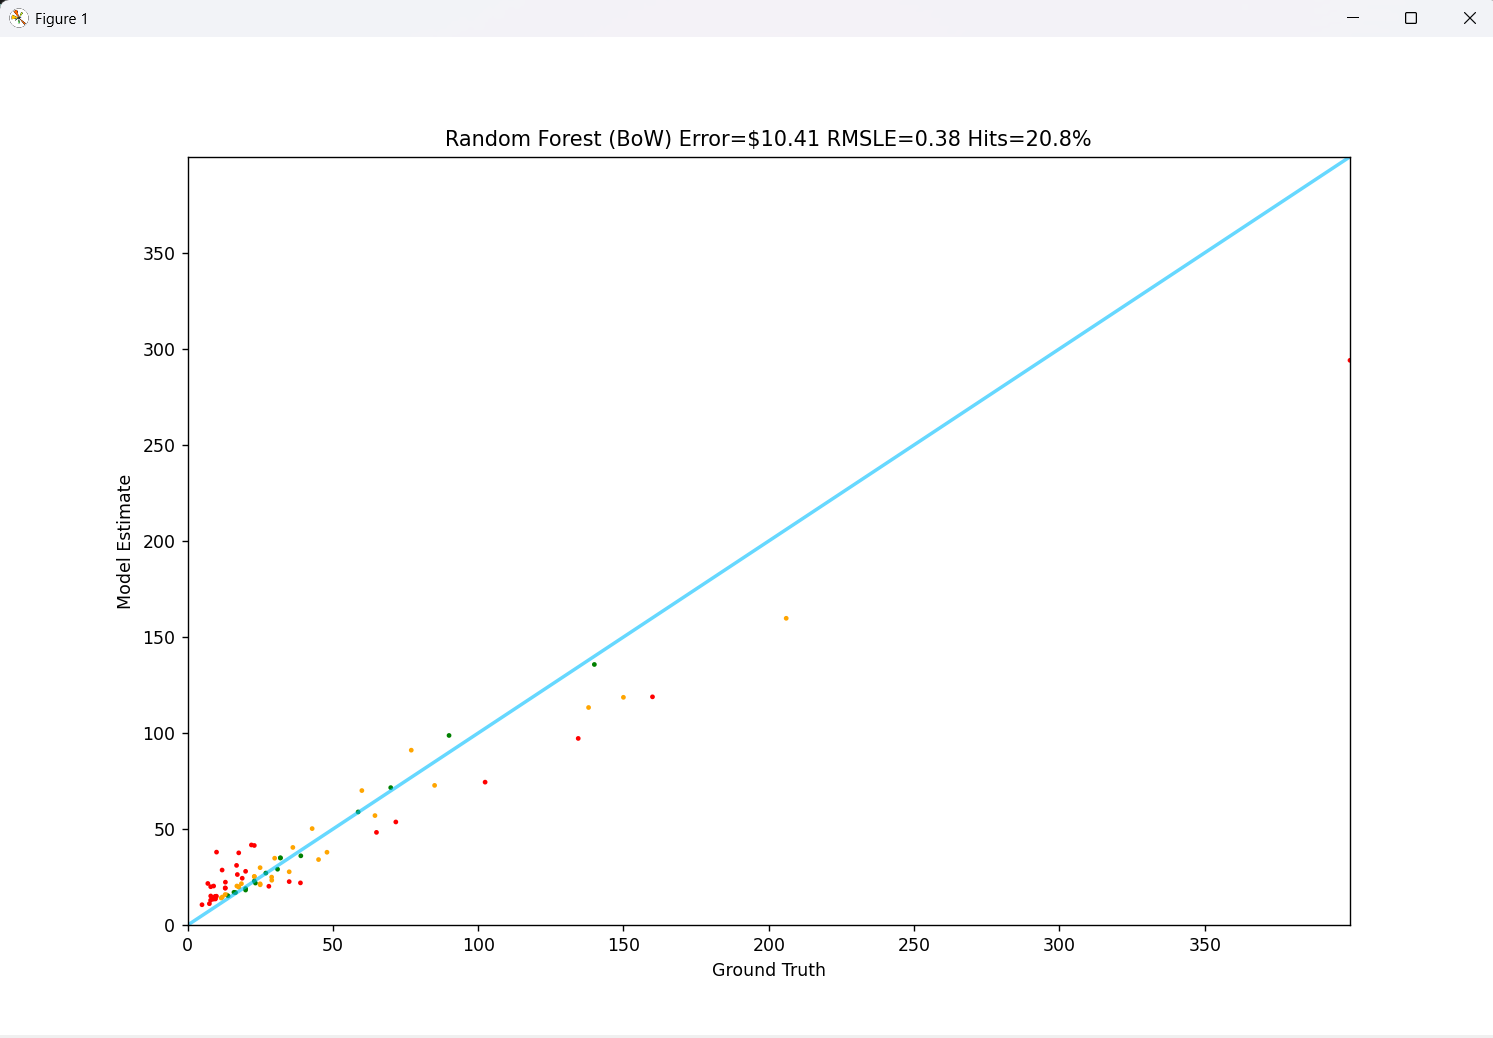 Figure 1
Random Forest (BoW) Error=$10.41 RMSLE=0.38 Hits=20.8%
Model Estimate
350
300
250
200
150
100
50
0
0 50 100 150 200 250 300 350
Ground Truth